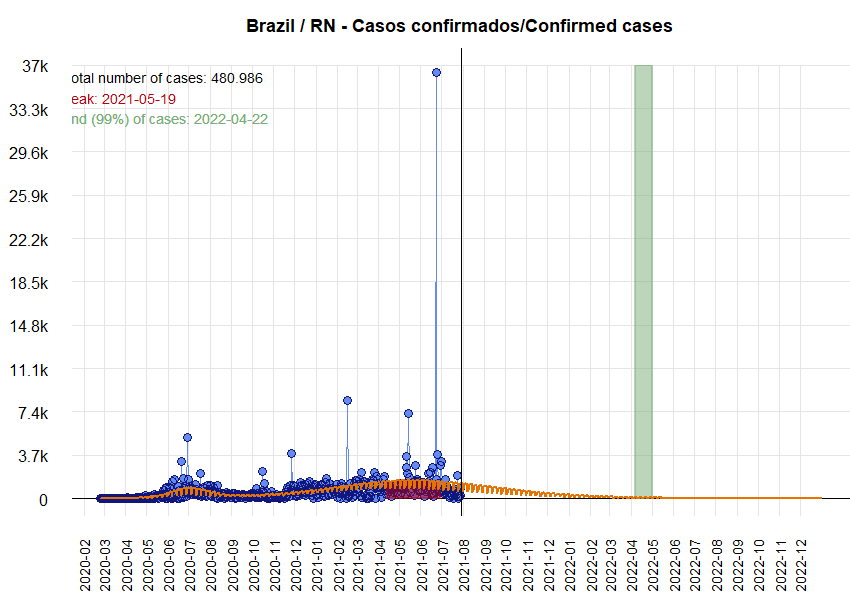 Brazil / RN - Casos confirmados/Confirmed cases
otal number of cases: 480.986
eak: 2021-05-19
nd (99%) of cases: 2022-04-22
37k
33.3k
29.6k
25.9k
22.2k
18.5k
14.8k
11.1k
7.4k
3.7k
0
2020-02
2020-03
2020-04
2020-05
2020-06
2020-07
2020-08
2020-09
2020-10
2020-11
2020-12
2021-01
2021-02
2021-03
2021-04
2021-05
2021-06
2021-07
2021-08
2021-09
2021-10
2021-11
2021-12
2022-01
2022-02
2022-03
2022-04
2022-05
2022-06
2022-07
2022-08
2022-09
2022-10
2022-11
2022-12